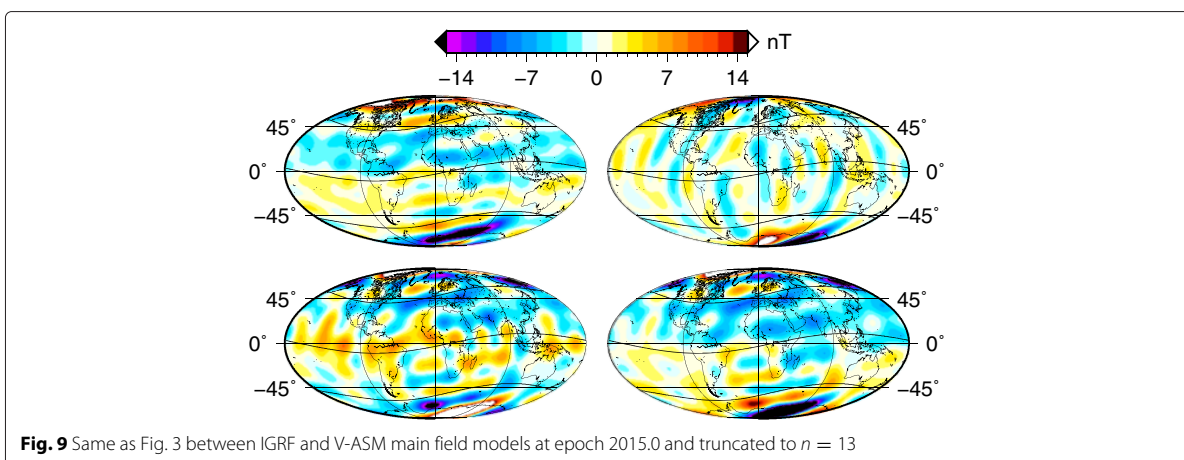 nT
−14 −7 0 7 14
45° 45°
0° 0°
−45° −45°
45° 45°
0° 0°
−45° −45°
Fig. 9 Same as Fig. 3 between IGRF and V-ASM main field models at epoch 2015.0 and truncated to n = 13